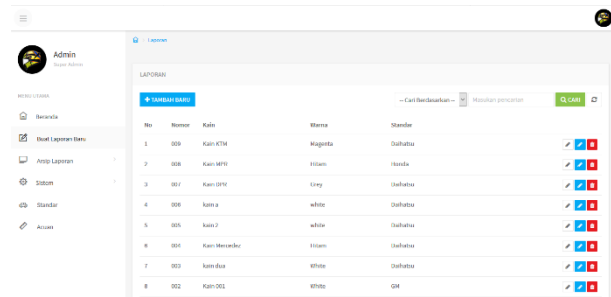 Laporan
Admin
Super Admin
LAPORAN
MENU UTAMA
+ TAMBAH BARU
-- Cari Berdasarkan --
Masukan pencarian
CARI
Beranda
Buat Laporan Baru
Arsip Laporan
Sistem
Standar
Acuan
No Nomor Kain Warna Standar
1 009 Kain KTM Magenta Daihatsu
2 008 Kain MPR Hitam Honda
3 007 Kain DPR Grey Daihatsu
4 006 kain a white Daihatsu
5 005 kain 2 white Daihatsu
6 004 Kain Mercedez Hitam Daihatsu
7 003 kain dua White Daihatsu
8 002 Kain 001 White GM